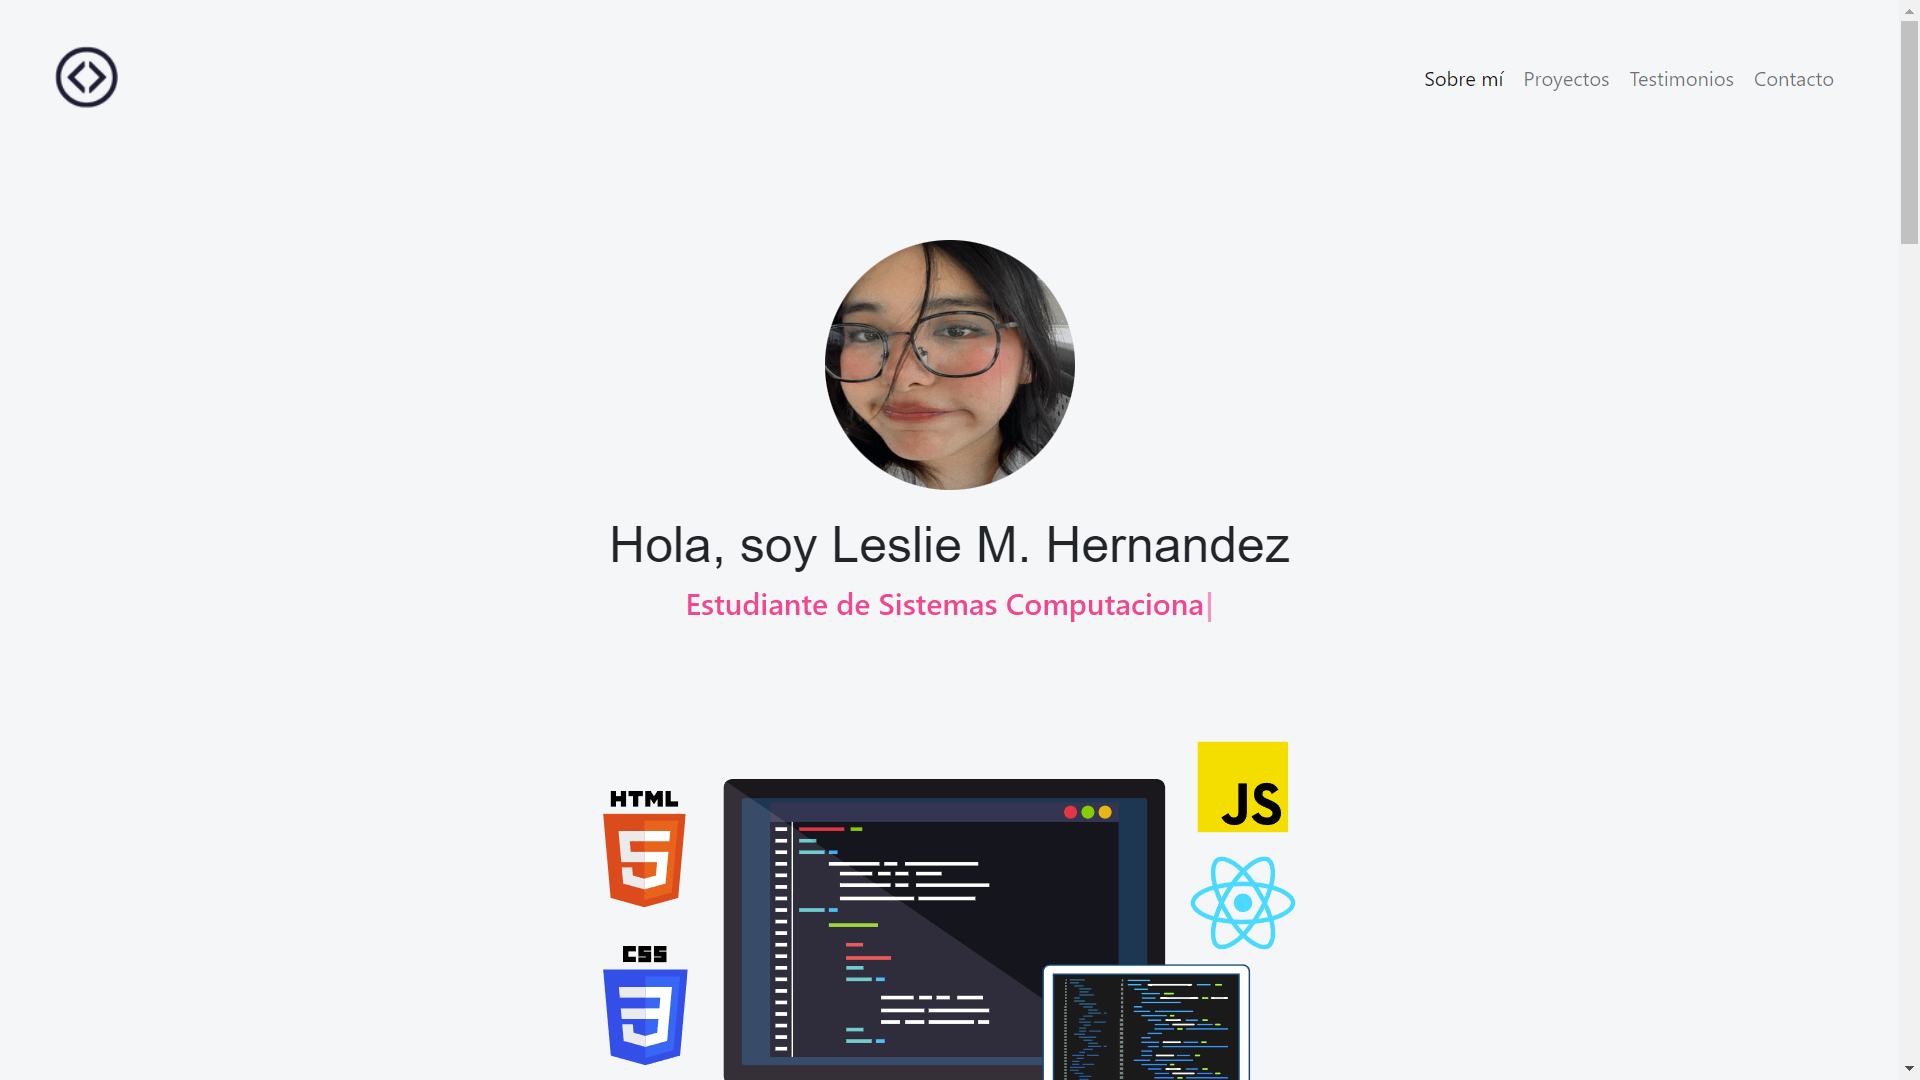 Sobre mí Proyectos Testimonios Contacto
Hola, soy Leslie M. Hernandez
Estudiante de Sistemas Computaciona|
JS
HTML
5
CSS
3